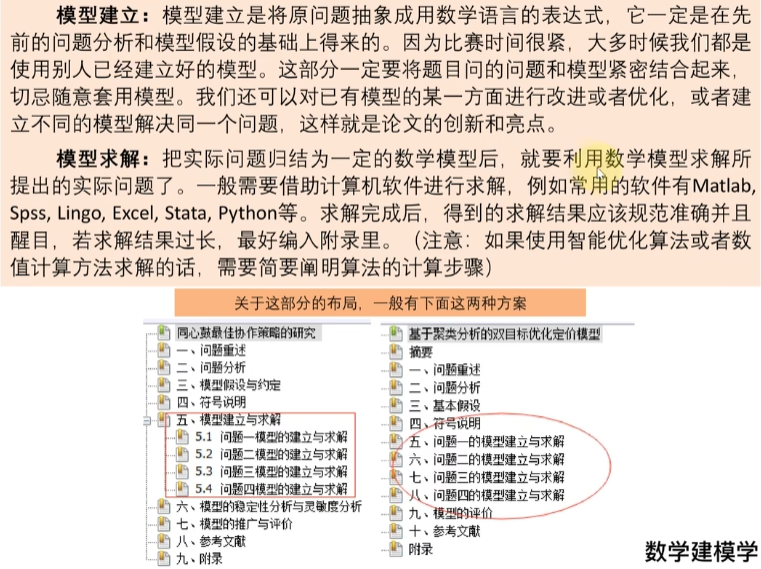 模型建立：模型建立是将原问题抽象成用数学语言的表达式，它一定是在先
前的问题分析和模型假设的基础上得来的。因为比赛时间很紧，大多时候我们都是
使用别人已经建立好的模型。这部分一定要将题目问的问题和模型紧密结合起来，
切忌随意套用模型。我们还可以对已有模型的某一方面进行改进或者优化，或者建
立不同的模型解决同一个问题，这样就是论文的创新和亮点。
模型求解：把实际问题归结为一定的数学模型后，就要利用数学模型求解所
提出的实际问题了。一般需要借助计算机软件进行求解，例如常用的软件有Matlab,
Spss, Lingo, Excel, Stata, Python等。求解完成后，得到的求解结果应该规范准确并且
醒目，若求解结果过长，最好编入附录里。（注意：如果使用智能优化算法或者数
值计算方法求解的话，需要简要阐明算法的计算步骤）
关于这部分的布局，一般有下面这两种方案
同心鼓最佳协作策略的研究
一、问题重述
二、问题分析
三、模型假设与约定
四、符号说明
五、模型建立与求解
5.1 问题一模型的建立与求解
5.2 问题二模型的建立与求解
5.3 问题三模型的建立与求解
5.4 问题四模型的建立与求解
六、模型的稳定性分析与灵敏度分析
七、模型的推广与评价
八、参考文献
九、附录
基于聚类分析的双目标优化定价模型
摘要
一、问题重述
二、问题分析
三、基本假设
四、符号说明
五、问题一的模型建立与求解
六、问题二的模型建立与求解
七、问题三的模型建立与求解
八、问题四的模型建立与求解
九、模型的评价
十、参考文献
附录
数学建模学